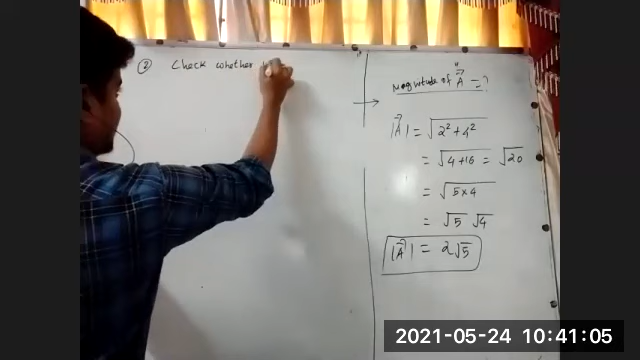 ② Check whether
Magnitude of "A⃗" = ?
|A⃗| = √(2² + 4²)
= √(4+16) = √20
= √(5×4)
= √5 √4
|A⃗| = 2√5
2021-05-24 10:41:05